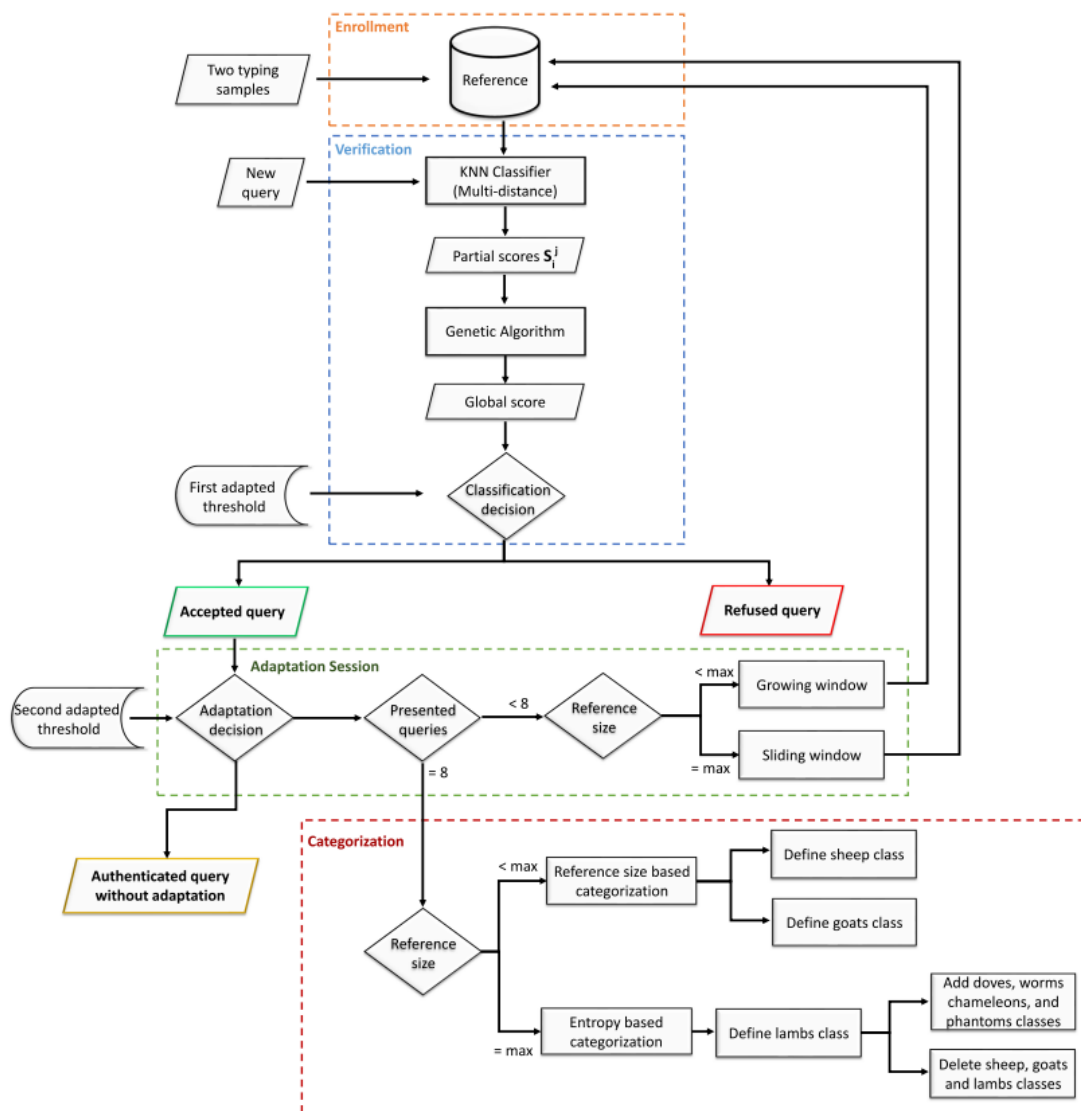 Enrollment
Two typing
samples
Reference
Verification
New
query
KNN Classifier
(Multi-distance)
Partial scores S_i^j
Genetic Algorithm
Global score
First adapted
threshold
Classification
decision
Accepted query
Refused query
Adaptation Session
Second adapted
threshold
Adaptation
decision
Presented
queries
< 8
Reference
size
< max
Growing window
= max
Sliding window
= 8
Authenticated query
without adaptation
Categorization
Reference
size
< max
Reference size based
categorization
Define sheep class
Define goats class
= max
Entropy based
categorization
Define lambs class
Add doves, worms
chameleons, and
phantoms classes
Delete sheep, goats
and lambs classes